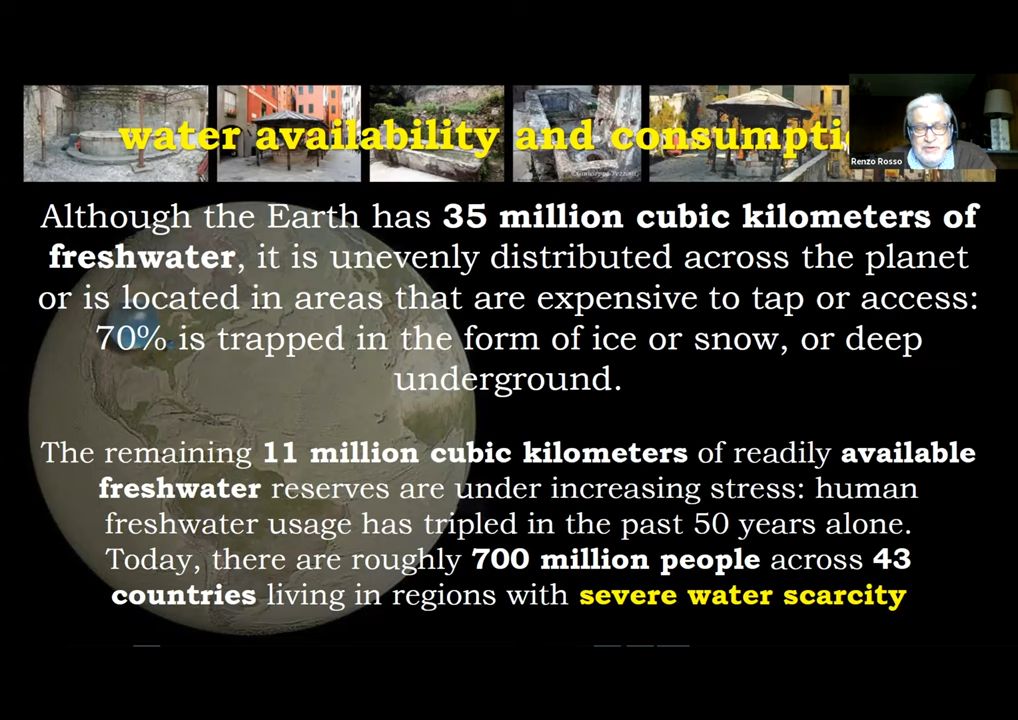 water availability and consumpti
Renzo Rosso
Although the Earth has 35 million cubic kilometers of
freshwater, it is unevenly distributed across the planet
or is located in areas that are expensive to tap or access:
70% is trapped in the form of ice or snow, or deep
underground.
The remaining 11 million cubic kilometers of readily available
freshwater reserves are under increasing stress: human
freshwater usage has tripled in the past 50 years alone.
Today, there are roughly 700 million people across 43
countries living in regions with severe water scarcity